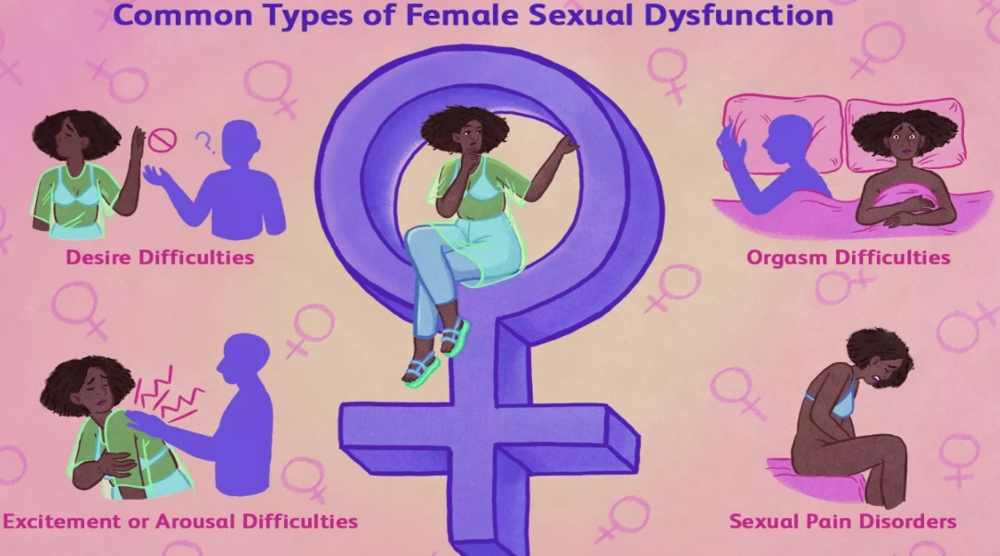 Common Types of Female Sexual Dysfunction
Desire Difficulties
Orgasm Difficulties
Excitement or Arousal Difficulties
Sexual Pain Disorders